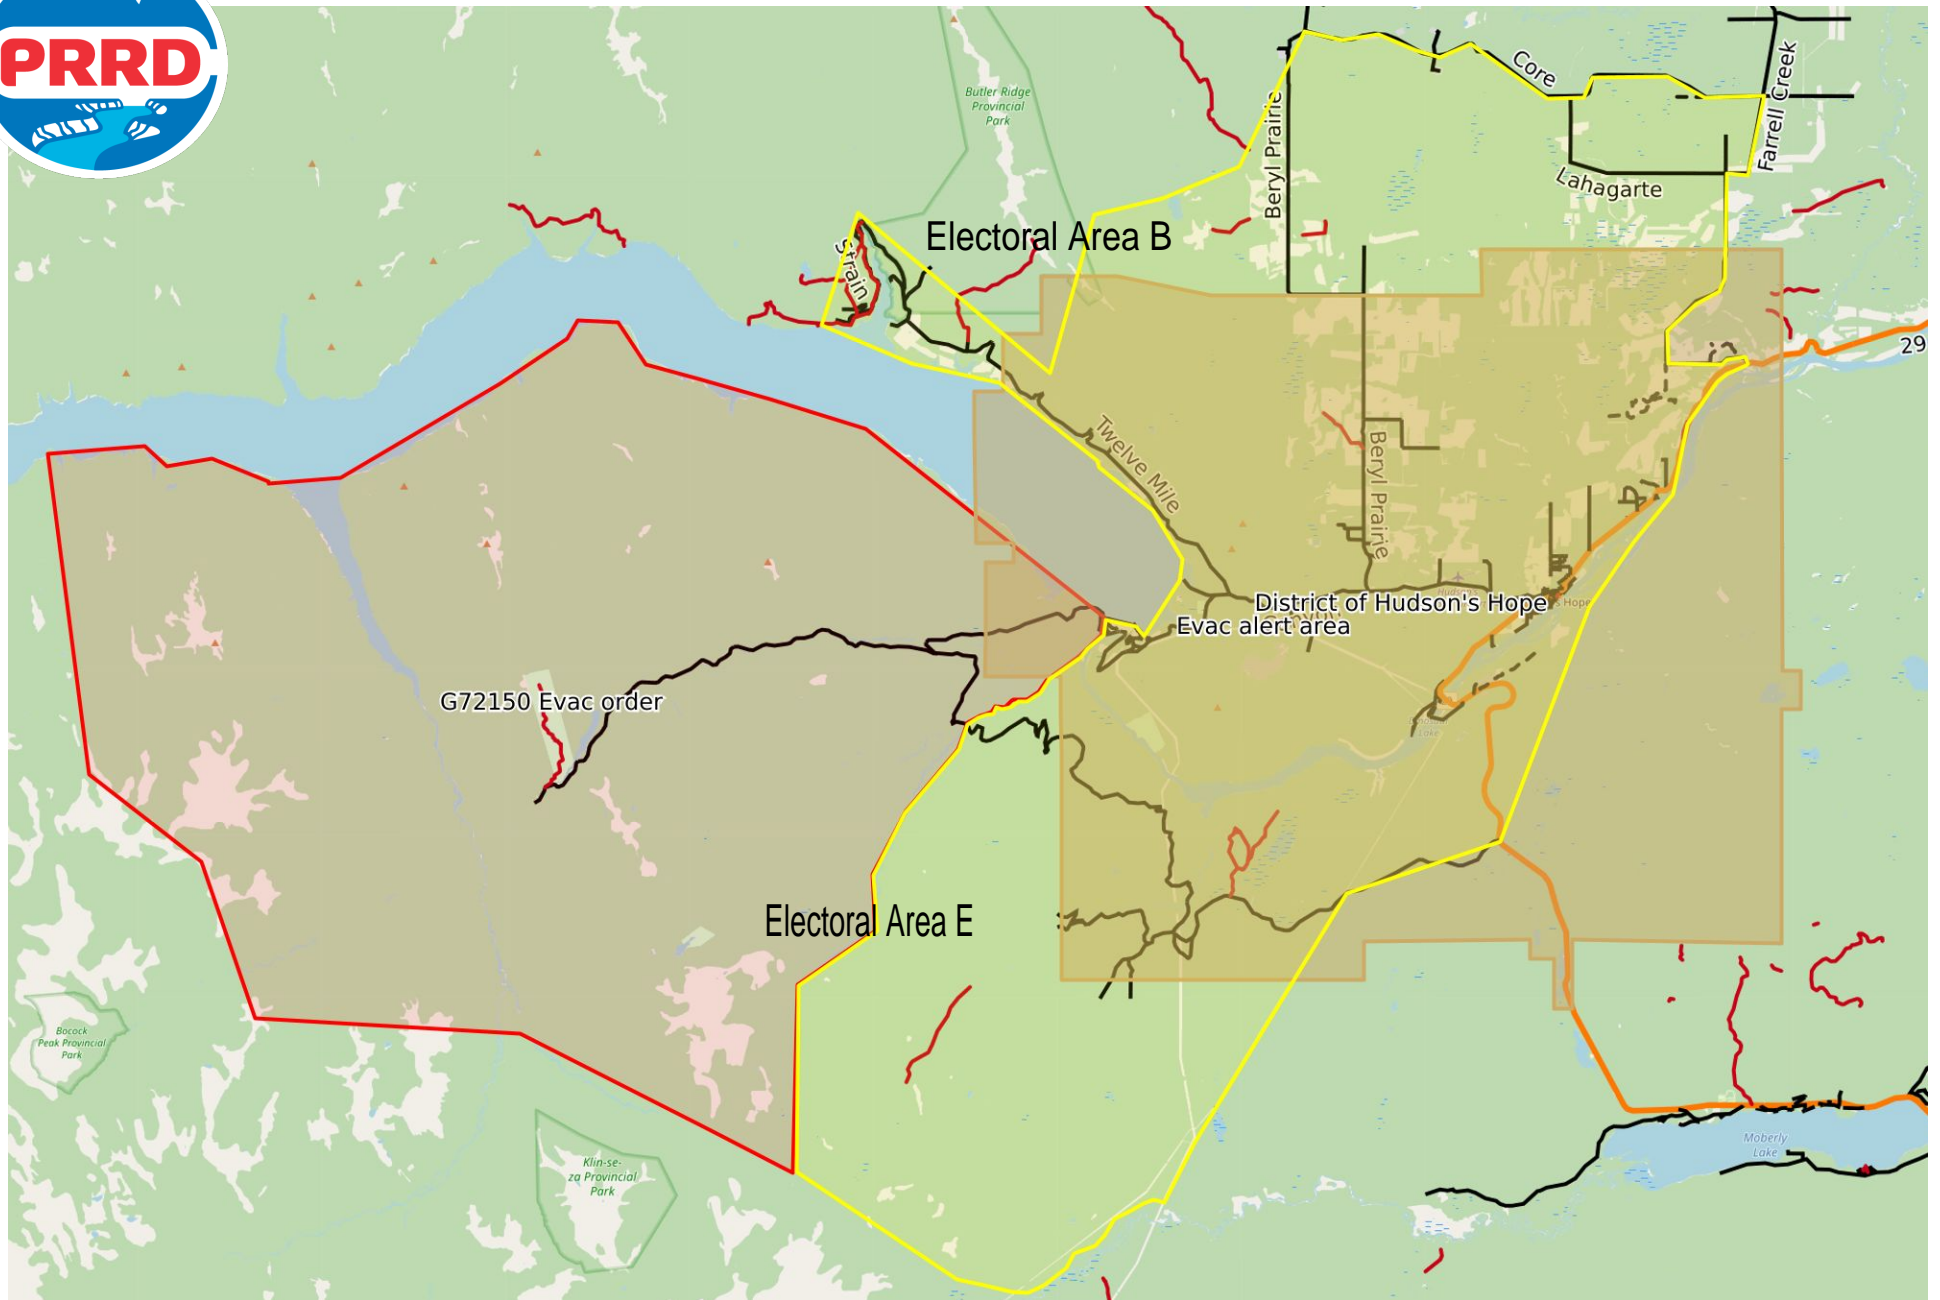 PRRD
Core
Farrell Creek
Butler Ridge
Provincial
Park
Beryl Prairie
Lahagarte
Electoral Area B
Strain
29
Twelve Mile
Beryl Prairie
District of Hudson's Hope
s Hope
Evac alert area
G72150 Evac order
Lake
Electoral Area E
Bocock
Peak Provincial
Park
Moberly
Lake
Klin-se-
za Provincial
Park